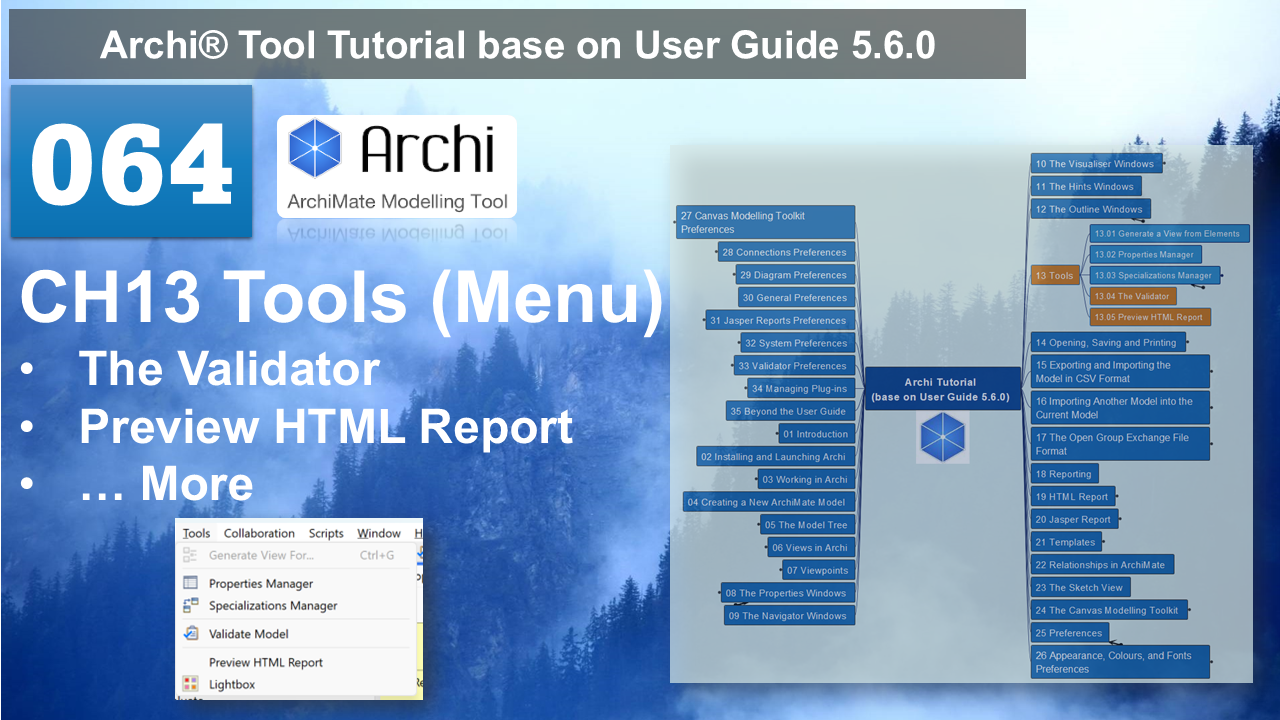 Archi® Tool Tutorial base on User Guide 5.6.0
064
Archi
ArchiMate Modelling Tool
CH13 Tools (Menu)
• The Validator
• Preview HTML Report
• … More
Tools Collaboration Scripts Window H
Generate View For... Ctrl+G
Properties Manager
Specializations Manager
Validate Model
Preview HTML Report
Lightbox
27 Canvas Modelling Toolkit
Preferences
28 Connections Preferences
29 Diagram Preferences
30 General Preferences
31 Jasper Reports Preferences
32 System Preferences
33 Validator Preferences
34 Managing Plug-ins
35 Beyond the User Guide
01 Introduction
02 Installing and Launching Archi
03 Working in Archi
04 Creating a New ArchiMate Model
05 The Model Tree
06 Views in Archi
07 Viewpoints
08 The Properties Windows
09 The Navigator Windows
Archi Tutorial
(base on User Guide 5.6.0)
10 The Visualiser Windows
11 The Hints Windows
12 The Outline Windows
13 Tools
13.01 Generate a View from Elements
13.02 Properties Manager
13.03 Specializations Manager
13.04 The Validator
13.05 Preview HTML Report
14 Opening, Saving and Printing
15 Exporting and Importing the
Model in CSV Format
16 Importing Another Model into the
Current Model
17 The Open Group Exchange File
Format
18 Reporting
19 HTML Report
20 Jasper Report
21 Templates
22 Relationships in ArchiMate
23 The Sketch View
24 The Canvas Modelling Toolkit
25 Preferences
26 Appearance, Colours, and Fonts
Preferences